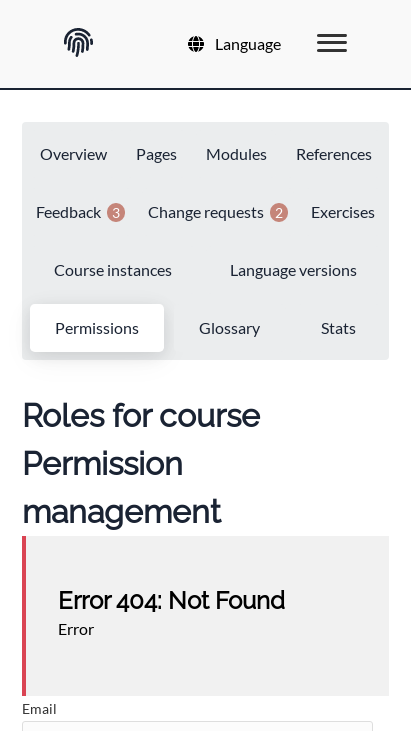 Language
Overview Pages Modules References
Feedback 3 Change requests 2 Exercises
Course instances Language versions
Permissions Glossary Stats
Roles for course
Permission
management
Error 404: Not Found
Error
Email